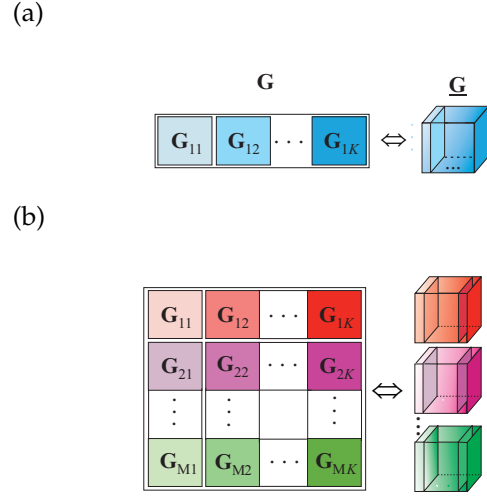 (a)
G G
G11 G12 · · · G1K ⇔
(b)
G11 G12 · · · G1K
G21 G22 · · · G2K ⇔
⋮ ⋮ ⋮ ⋮
GM1 GM2 · · · GMK